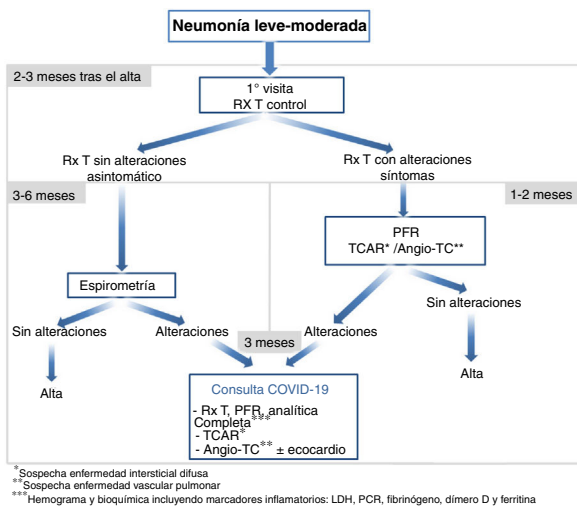 Neumonía leve-moderada
2-3 meses tras el alta
1° visita
RX T control
Rx T sin alteraciones
asintomático
Rx T con alteraciones
síntomas
3-6 meses
1-2 meses
PFR
TCAR* /Angio-TC**
Espirometría
Sin alteraciones
Sin alteraciones
Alteraciones
Alteraciones
3 meses
Alta
Alta
Consulta COVID-19
- Rx T, PFR, analítica
Completa***
- TCAR*
- Angio-TC** ± ecocardio
*Sospecha enfermedad intersticial difusa
**Sospecha enfermedad vascular pulmonar
***Hemograma y bioquímica incluyendo marcadores inflamatorios: LDH, PCR, fibrinógeno, dímero D y ferritina